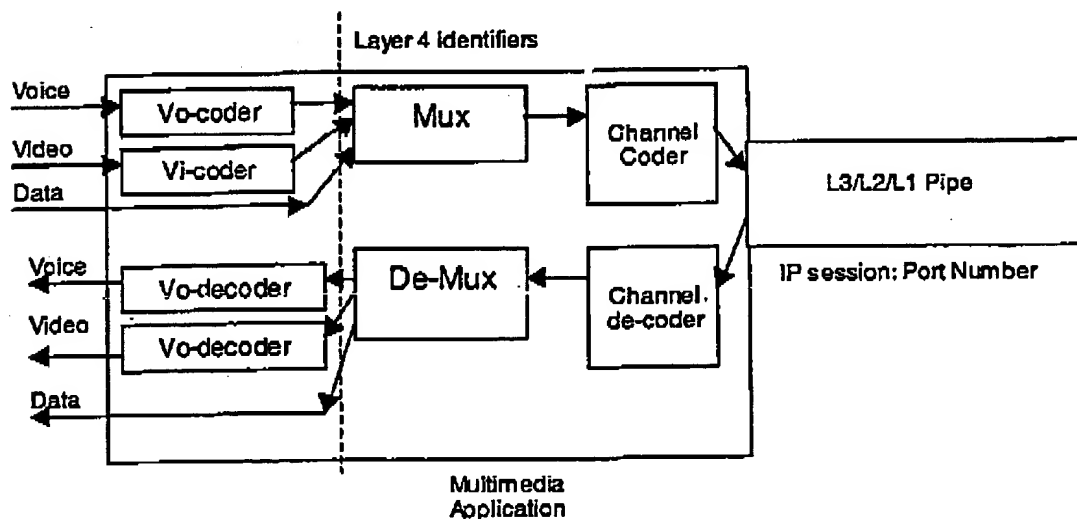 Layer 4 identifiers
Voice
Vo-coder
Mux
Channel
Coder
Video
Vi-coder
Data
L3/L2/L1 Pipe
IP session: Port Number
Voice
Vo-decoder
De-Mux
Channel
de-coder
Video
Vo-decoder
Data
Multimedia
Application